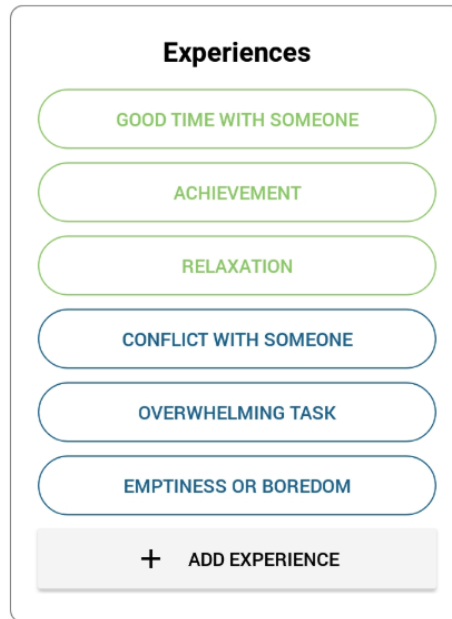 Experiences
GOOD TIME WITH SOMEONE
ACHIEVEMENT
RELAXATION
CONFLICT WITH SOMEONE
OVERWHELMING TASK
EMPTINESS OR BOREDOM
+ ADD EXPERIENCE